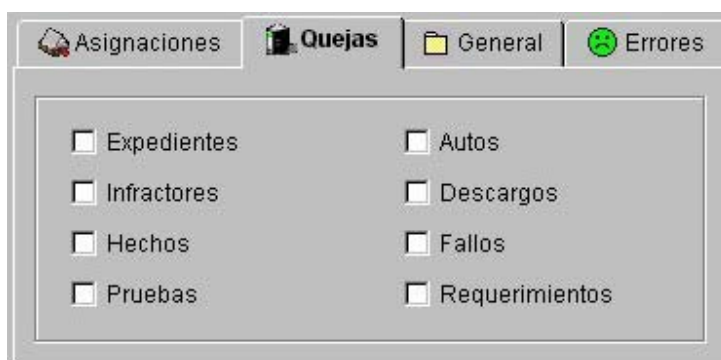 Asignaciones Quejas General Errores
Expedientes Autos
Infractores Descargos
Hechos Fallos
Pruebas Requerimientos